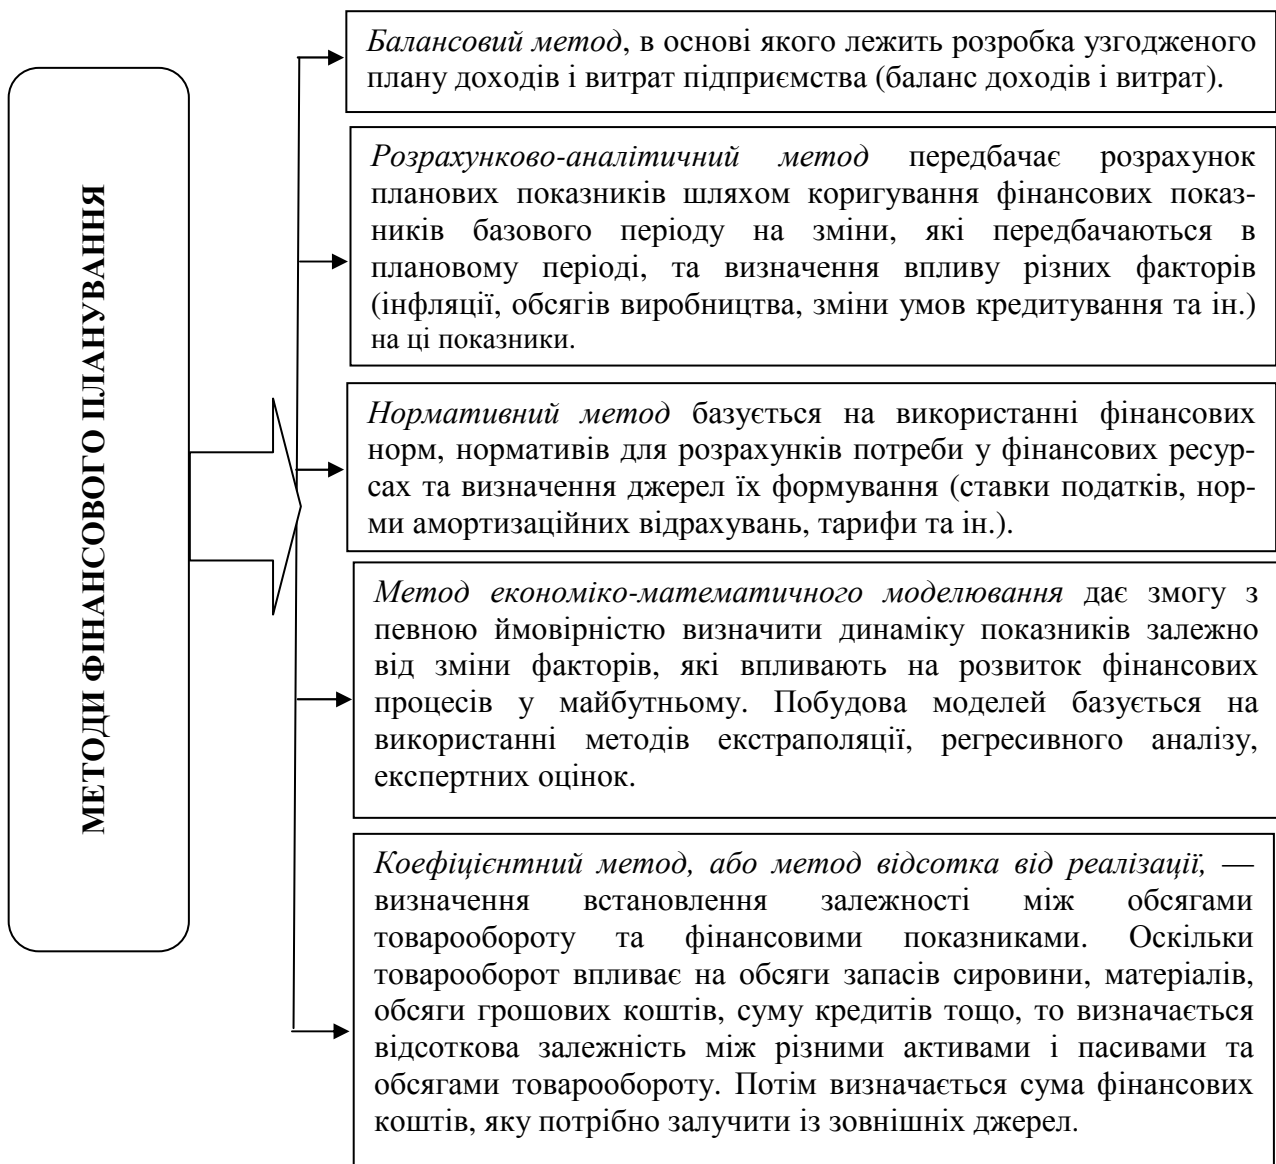 МЕТОДИ ФІНАНСОВОГО ПЛАНУВАННЯ
Балансовий метод, в основі якого лежить розробка узгодженого
плану доходів і витрат підприємства (баланс доходів і витрат).
Розрахунково-аналітичний метод передбачає розрахунок
планових показників шляхом коригування фінансових показ-
ників базового періоду на зміни, які передбачаються в
плановому періоді, та визначення впливу різних факторів
(інфляції, обсягів виробництва, зміни умов кредитування та ін.)
на ці показники.
Нормативний метод базується на використанні фінансових
норм, нормативів для розрахунків потреби у фінансових ресур-
сах та визначення джерел їх формування (ставки податків, нор-
ми амортизаційних відрахувань, тарифи та ін.).
Метод економіко-математичного моделювання дає змогу з
певною ймовірністю визначити динаміку показників залежно
від зміни факторів, які впливають на розвиток фінансових
процесів у майбутньому. Побудова моделей базується на
використанні методів екстраполяції, регресивного аналізу,
експертних оцінок.
Коефіцієнтний метод, або метод відсотка від реалізації, —
визначення встановлення залежності між обсягами
товарообороту та фінансовими показниками. Оскільки
товарооборот впливає на обсяги запасів сировини, матеріалів,
обсяги грошових коштів, суму кредитів тощо, то визначається
відсоткова залежність між різними активами і пасивами та
обсягами товарообороту. Потім визначається сума фінансових
коштів, яку потрібно залучити із зовнішніх джерел.